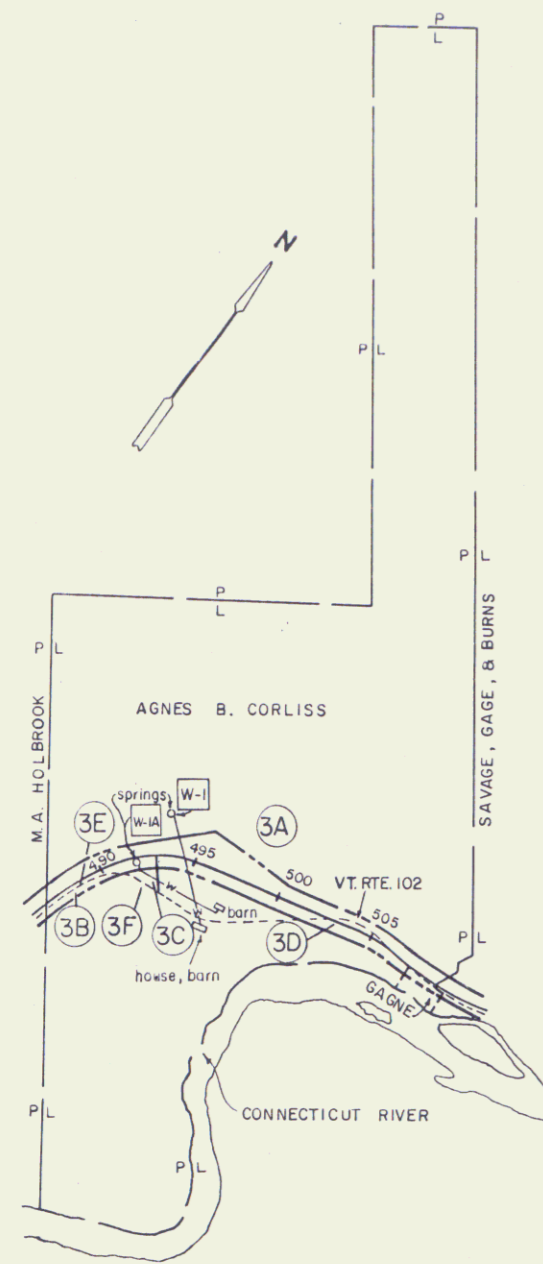 P
L
N
P L
P L
P
L
P L
AGNES B. CORLISS
M.A. HOLBROOK
SAVAGE, GAGE, & BURNS
springs
W-1
W-1A
3A
3E
495
490
500
VT. RTE. 102
505
3B
3F
3C
barn
3D
P L
house, barn
GAGNE
P L
CONNECTICUT RIVER
P L